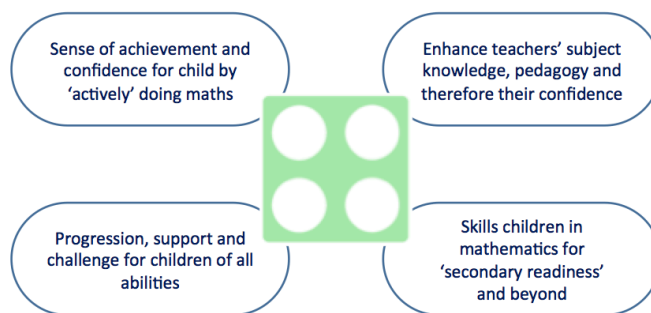 Sense of achievement and
confidence for child by
‘actively’ doing maths
Enhance teachers’ subject
knowledge, pedagogy and
therefore their confidence
Progression, support and
challenge for children of all
abilities
Skills children in
mathematics for
‘secondary readiness’
and beyond